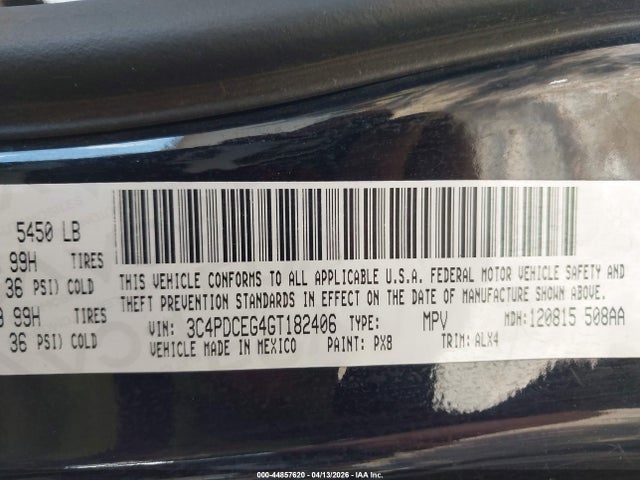 5450 LB
99H TIRES
36 PSI) COLD
99H TIRES
36 PSI) COLD
THIS VEHICLE CONFORMS TO ALL APPLICABLE U.S.A. FEDERAL MOTOR VEHICLE SAFETY AND
THEFT PREVENTION STANDARDS IN EFFECT ON THE DATE OF MANUFACTURE SHOWN ABOVE.
VIN: 3C4PDCEG4GT182406 TYPE: MPV MDH:120815 508AA
VEHICLE MADE IN MEXICO PAINT: PX8 TRIM: ALX4
000-44857620 - 04/13/2026 - IAA Inc.